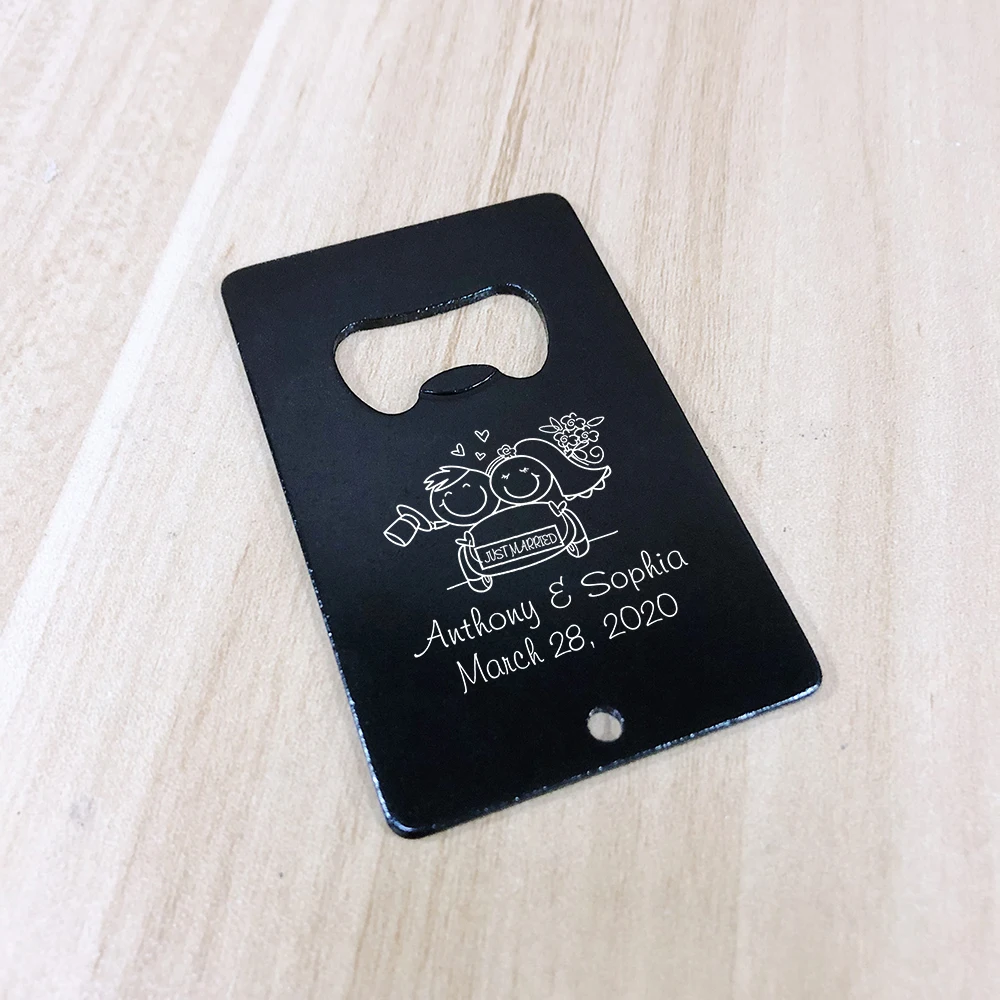 JUST MARRIED
Anthony & Sophia
March 28, 2020